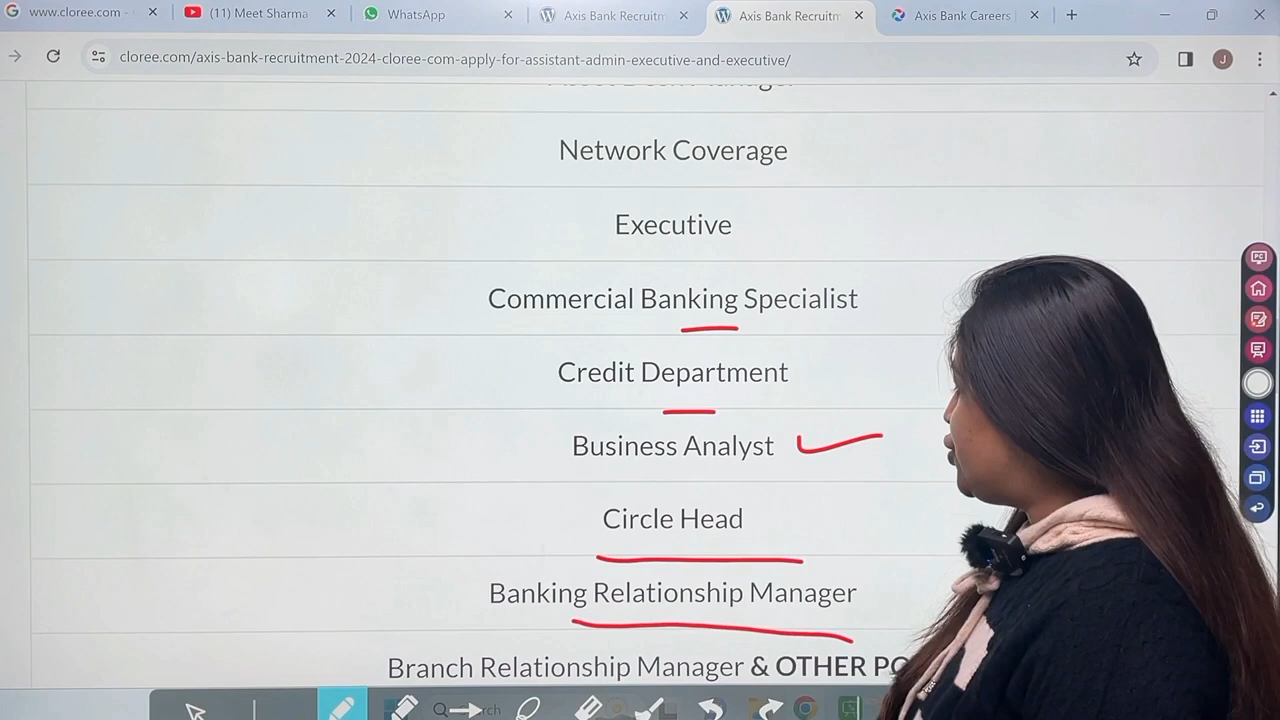 www.cloree.com -
(11) Meet Sharma
WhatsApp
Axis Bank Recruitm
Axis Bank Recruitm
Axis Bank Careers |
cloree.com/axis-bank-recruitment-2024-cloree-com-apply-for-assistant-admin-executive-and-executive/
J
Network Coverage
Executive
Commercial Banking Specialist
Credit Department
Business Analyst
Circle Head
Banking Relationship Manager
Branch Relationship Manager & OTHER PO
PC